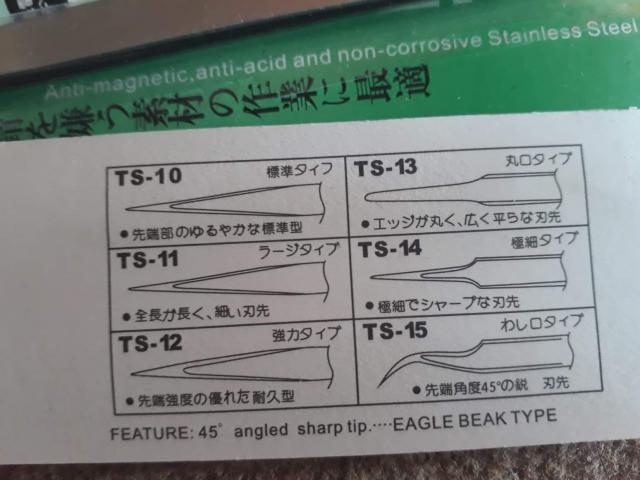 Anti-magnetic,anti-acid and non-corrosive Stainless Steel
を嫌う素材の作業に最適
TS-10 標準タイプ
●先端部のゆるやかな標準型
TS-11 ラージタイプ
●全長が長く、細い刃先
TS-12 強力タイプ
●先端強度の優れた耐久型
TS-13 丸口タイプ
●エッジが丸く、広く平らな刃先
TS-14 極細タイプ
●極細でシャープな刃先
TS-15 わし口タイプ
●先端角度45°の鋭 刃先
FEATURE: 45° angled sharp tip.····EAGLE BEAK TYPE